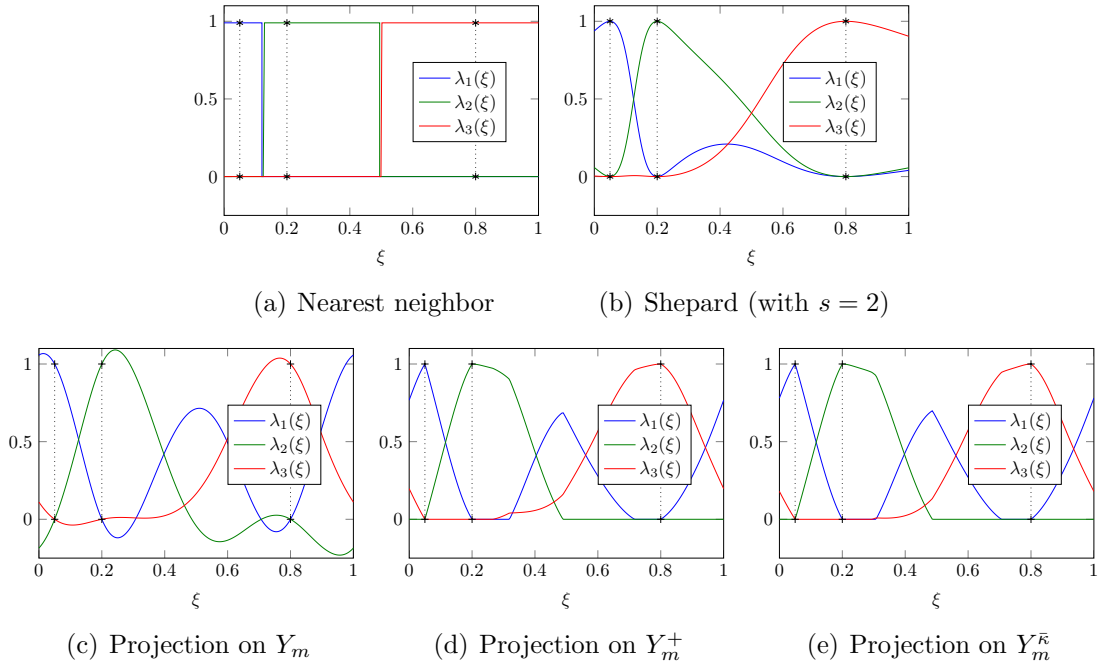 1
0.5
0
λ₁(ξ)
λ₂(ξ)
λ₃(ξ)
0 0.2 0.4 0.6 0.8 1
ξ
(a) Nearest neighbor
1
0.5
0
λ₁(ξ)
λ₂(ξ)
λ₃(ξ)
0 0.2 0.4 0.6 0.8 1
ξ
(b) Shepard (with s = 2)
1
0.5
0
λ₁(ξ)
λ₂(ξ)
λ₃(ξ)
0 0.2 0.4 0.6 0.8 1
ξ
(c) Projection on Yₘ
1
0.5
0
λ₁(ξ)
λ₂(ξ)
λ₃(ξ)
0 0.2 0.4 0.6 0.8 1
ξ
(d) Projection on Yₘ⁺
1
0.5
0
λ₁(ξ)
λ₂(ξ)
λ₃(ξ)
0 0.2 0.4 0.6 0.8 1
ξ
(e) Projection on Yₘ^κ̄